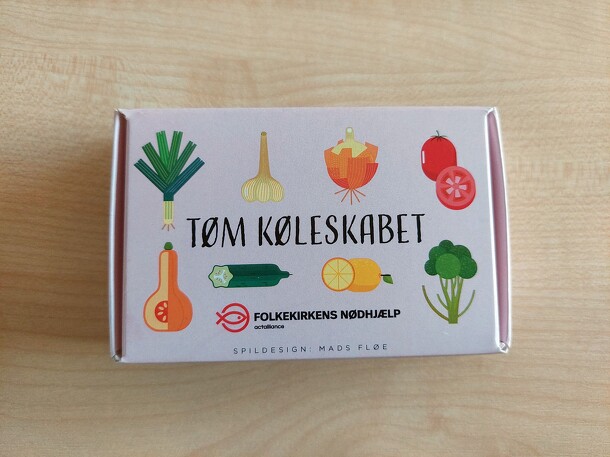 TØM KØLESKABET
FOLKEKIRKENS NØDHJÆLP
actalliance
SPILDESIGN: MADS FLØE